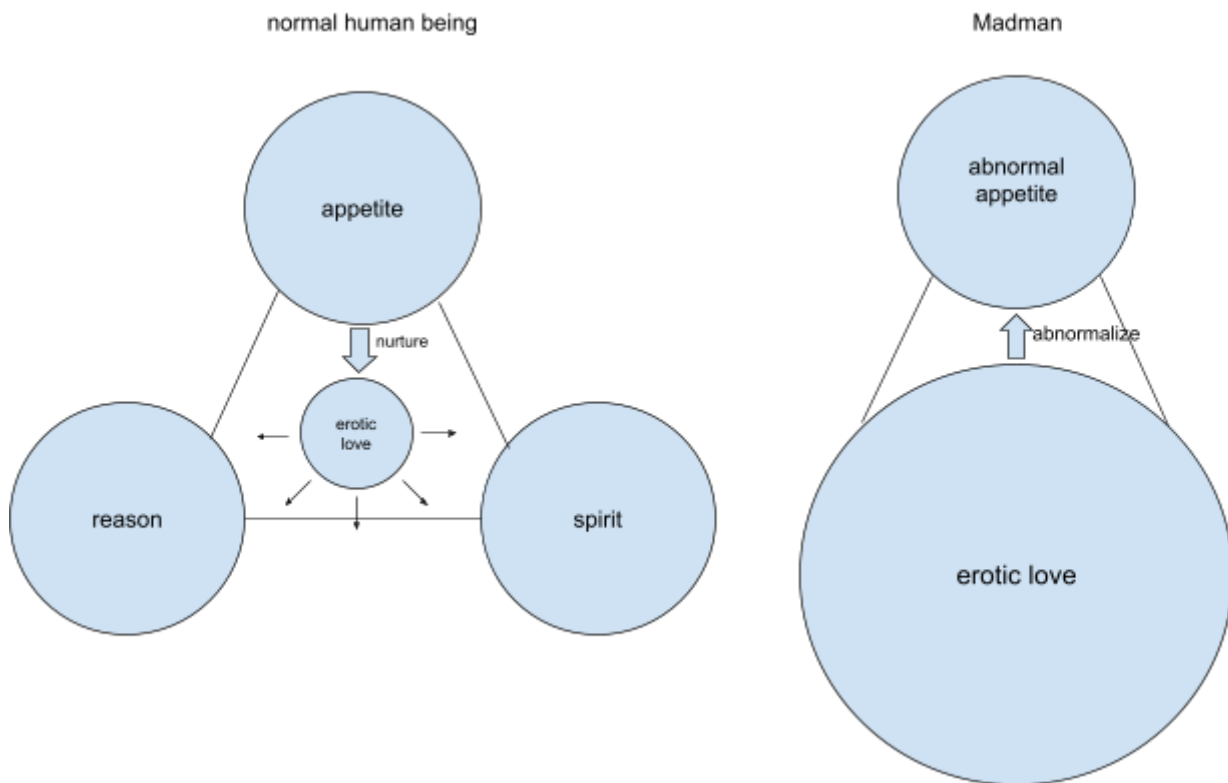 normal human being
appetite
nurture
erotic
love
reason
spirit
Madman
abnormal
appetite
abnormalize
erotic love